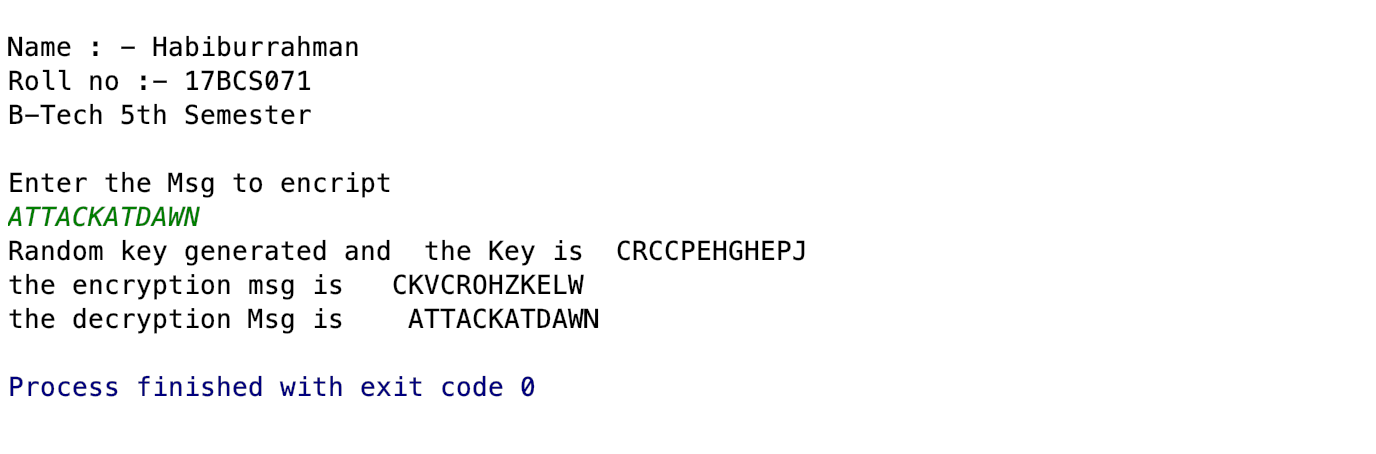 Name : - Habiburrahman
Roll no :- 17BCS071
B-Tech 5th Semester
Enter the Msg to encript
ATTACKATDAWN
Random key generated and  the Key is  CRCCPEHGHEPJ
the encryption msg is   CKVCROHZKELW
the decryption Msg is    ATTACKATDAWN
Process finished with exit code 0